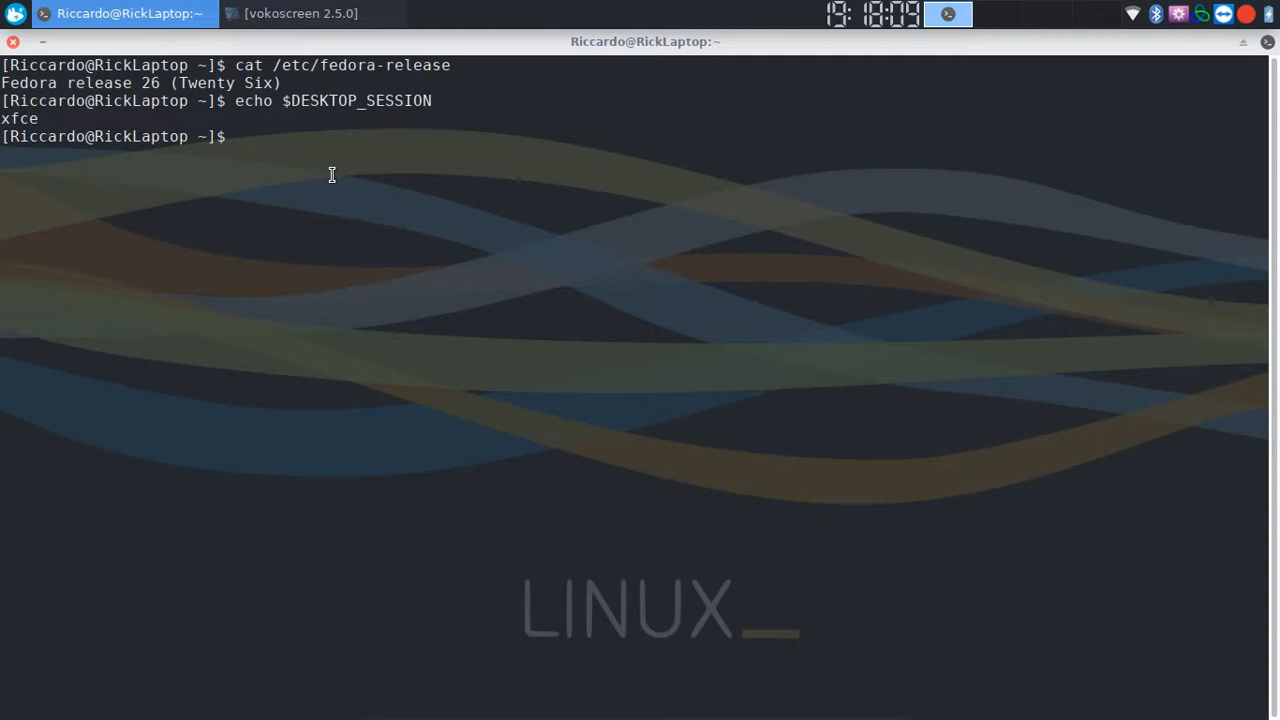 Riccardo@RickLaptop:~
[vokoscreen 2.5.0]
Riccardo@RickLaptop:~
[Riccardo@RickLaptop ~]$ cat /etc/fedora-release
Fedora release 26 (Twenty Six)
[Riccardo@RickLaptop ~]$ echo $DESKTOP_SESSION
xfce
[Riccardo@RickLaptop ~]$
LINUX_